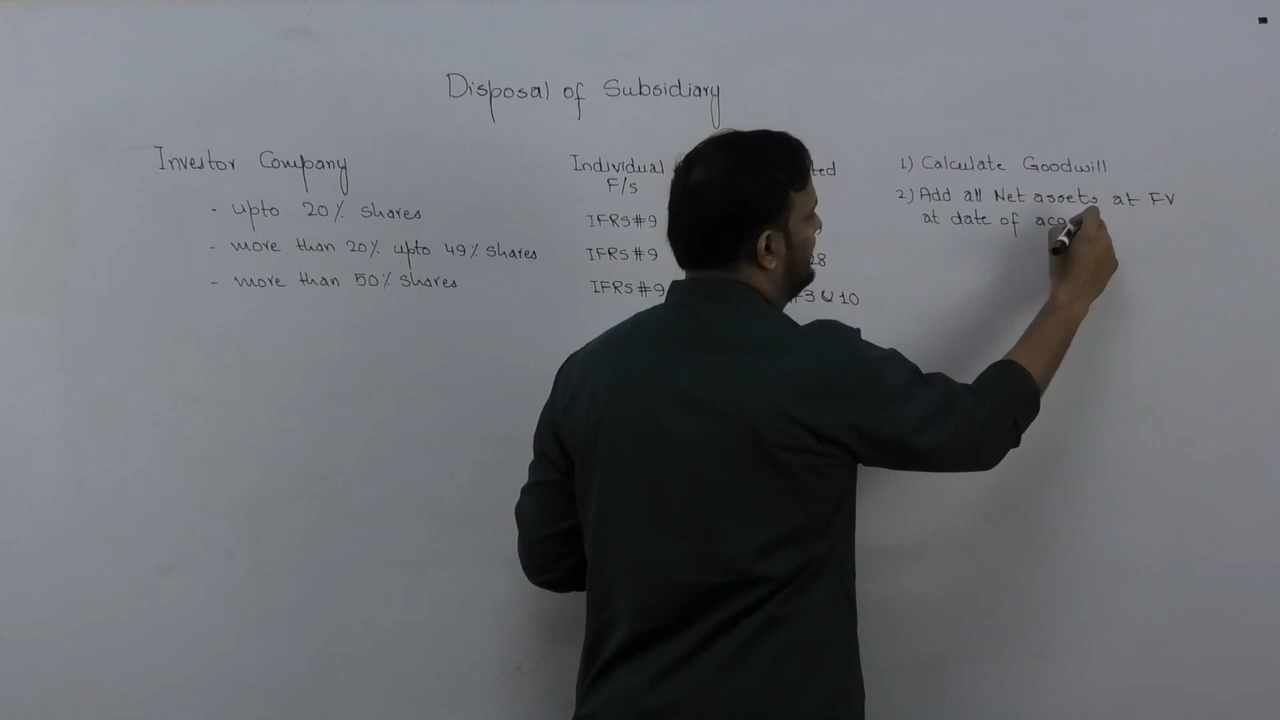 Disposal of Subsidiary
Investor Company
- upto 20% shares
- more than 20% upto 49% shares
- more than 50% shares
Individual
F/s
IFRS#9
IFRS#9
IFRS#9
ted
28
#3 & 10
1) Calculate Goodwill
2) Add all Net assets at FV
at date of acq